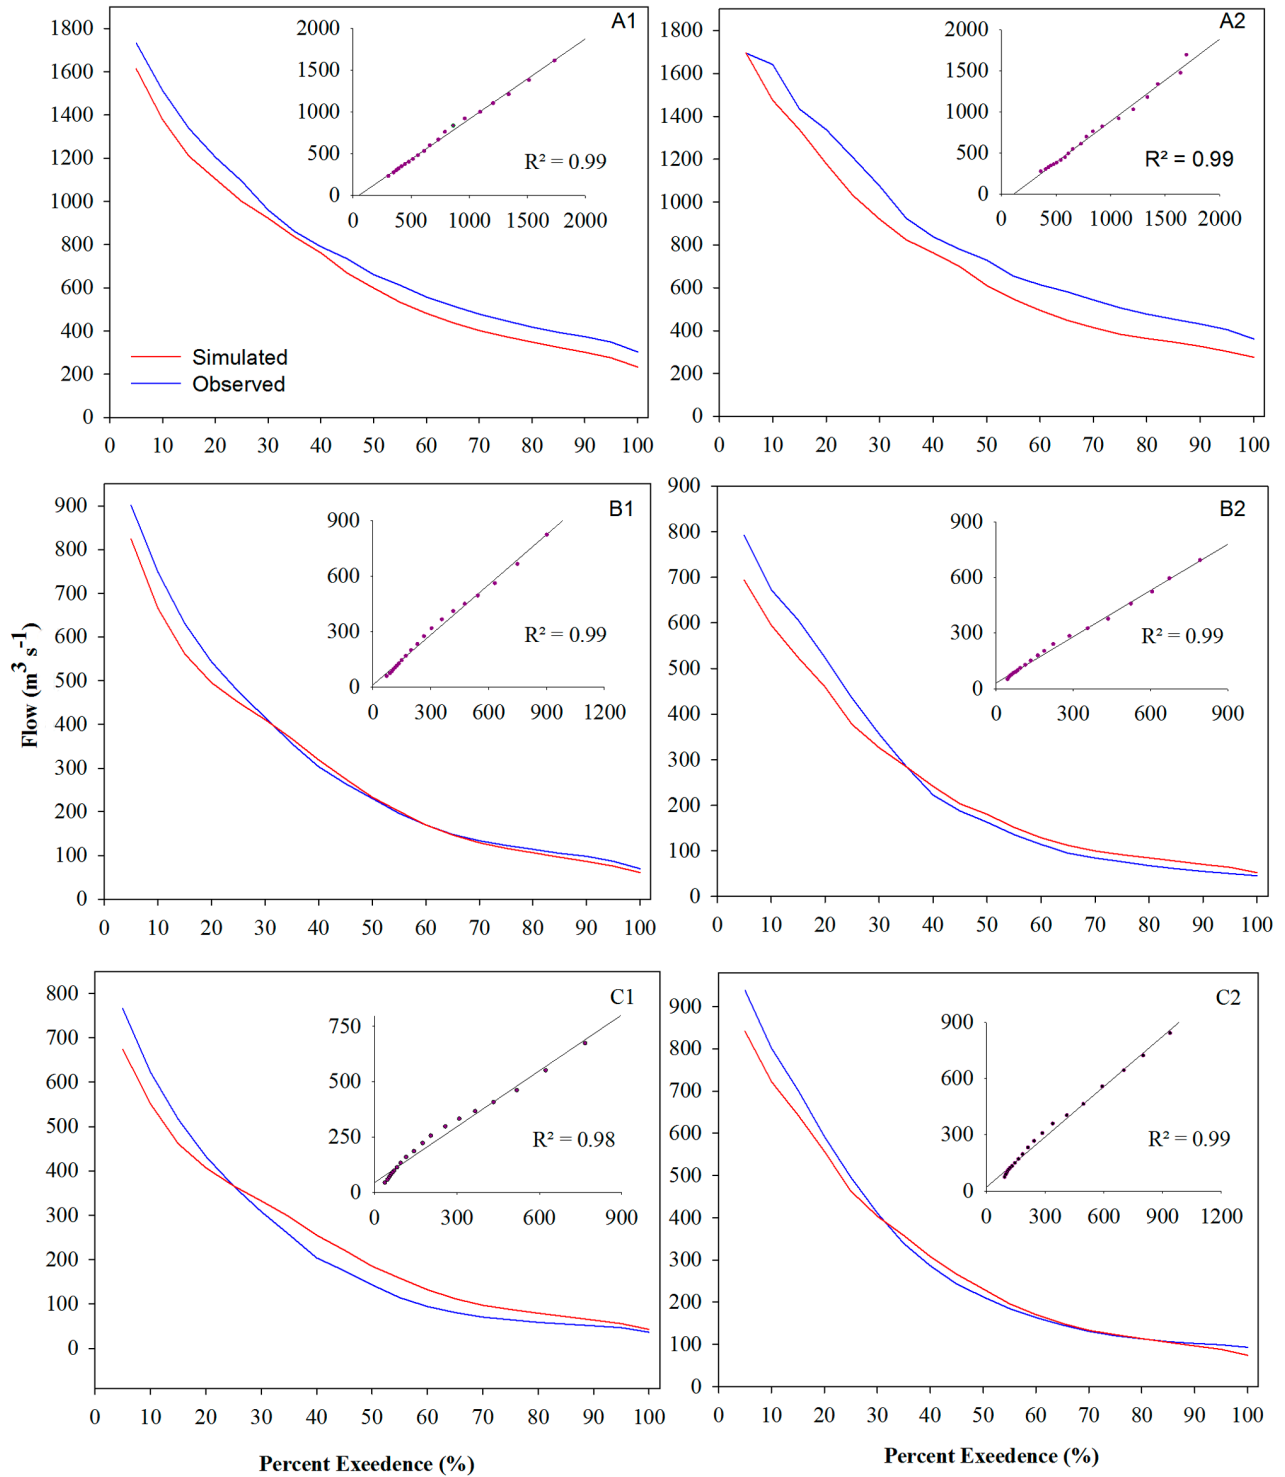 A1
1800
1600
1400
1200
1000
800
600
400
200
0
0 10 20 30 40 50 60 70 80 90 100
2000
1500
1000
500
0
0 500 1000 1500 2000
R² = 0.99
Simulated
Observed
A2
1800
1600
1400
1200
1000
800
600
400
200
0
0 10 20 30 40 50 60 70 80 90 100
2000
1500
1000
500
0
0 500 1000 1500 2000
R² = 0.99
Flow (m³ s⁻¹)
B1
900
800
700
600
500
400
300
200
100
0
0 10 20 30 40 50 60 70 80 90 100
900
600
300
0
0 300 600 900 1200
R² = 0.99
B2
900
800
700
600
500
400
300
200
100
0
0 10 20 30 40 50 60 70 80 90 100
900
600
300
0
0 300 600 900
R² = 0.99
C1
800
700
600
500
400
300
200
100
0
0 10 20 30 40 50 60 70 80 90 100
750
500
250
0
0 300 600 900
R² = 0.98
Percent Exeedence (%)
C2
900
800
700
600
500
400
300
200
100
0
0 10 20 30 40 50 60 70 80 90 100
900
600
300
0
0 300 600 900 1200
R² = 0.99
Percent Exeedence (%)